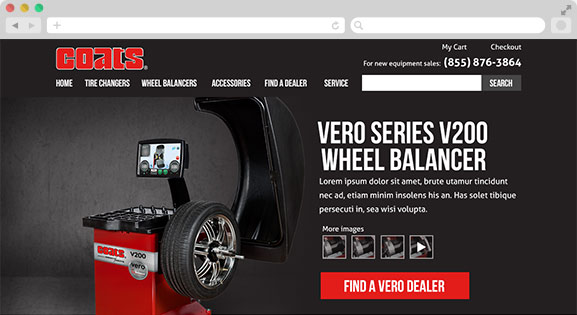 COATS®
My Cart Checkout
For new equipment sales: (855) 876-3864
HOME TIRE CHANGERS WHEEL BALANCERS ACCESSORIES FIND A DEALER SERVICE SEARCH
VERO SERIES V200
WHEEL BALANCER
Lorem ipsum dolor sit amet, brute tamquam tincidunt
nec ad, etiam minim insolens his an. Has solet tibique
persecuti in, sea wisi volupta.
More images
FIND A VERO DEALER
COATS
V200
vero